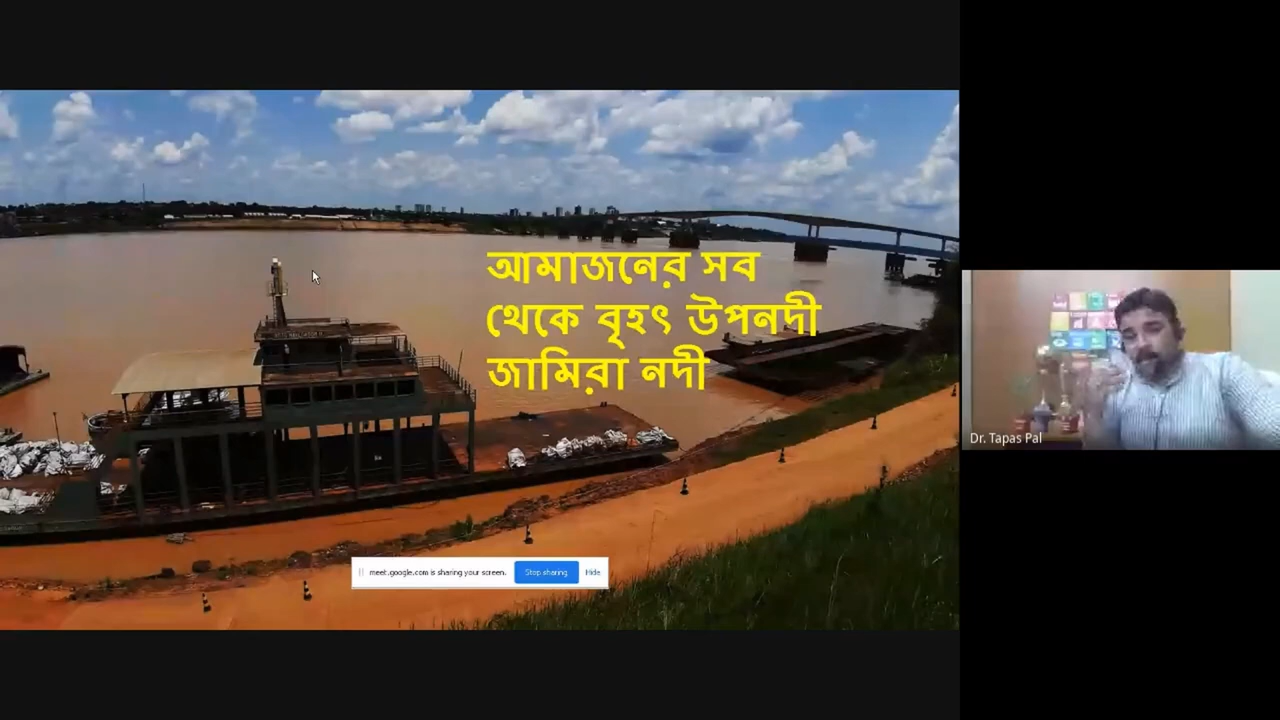 আমাজনের সব
থেকে বৃহৎ উপনদী
জামিরা নদী
meet.google.com is sharing your screen.
Stop sharing
Hide
Dr. Tapas Pal